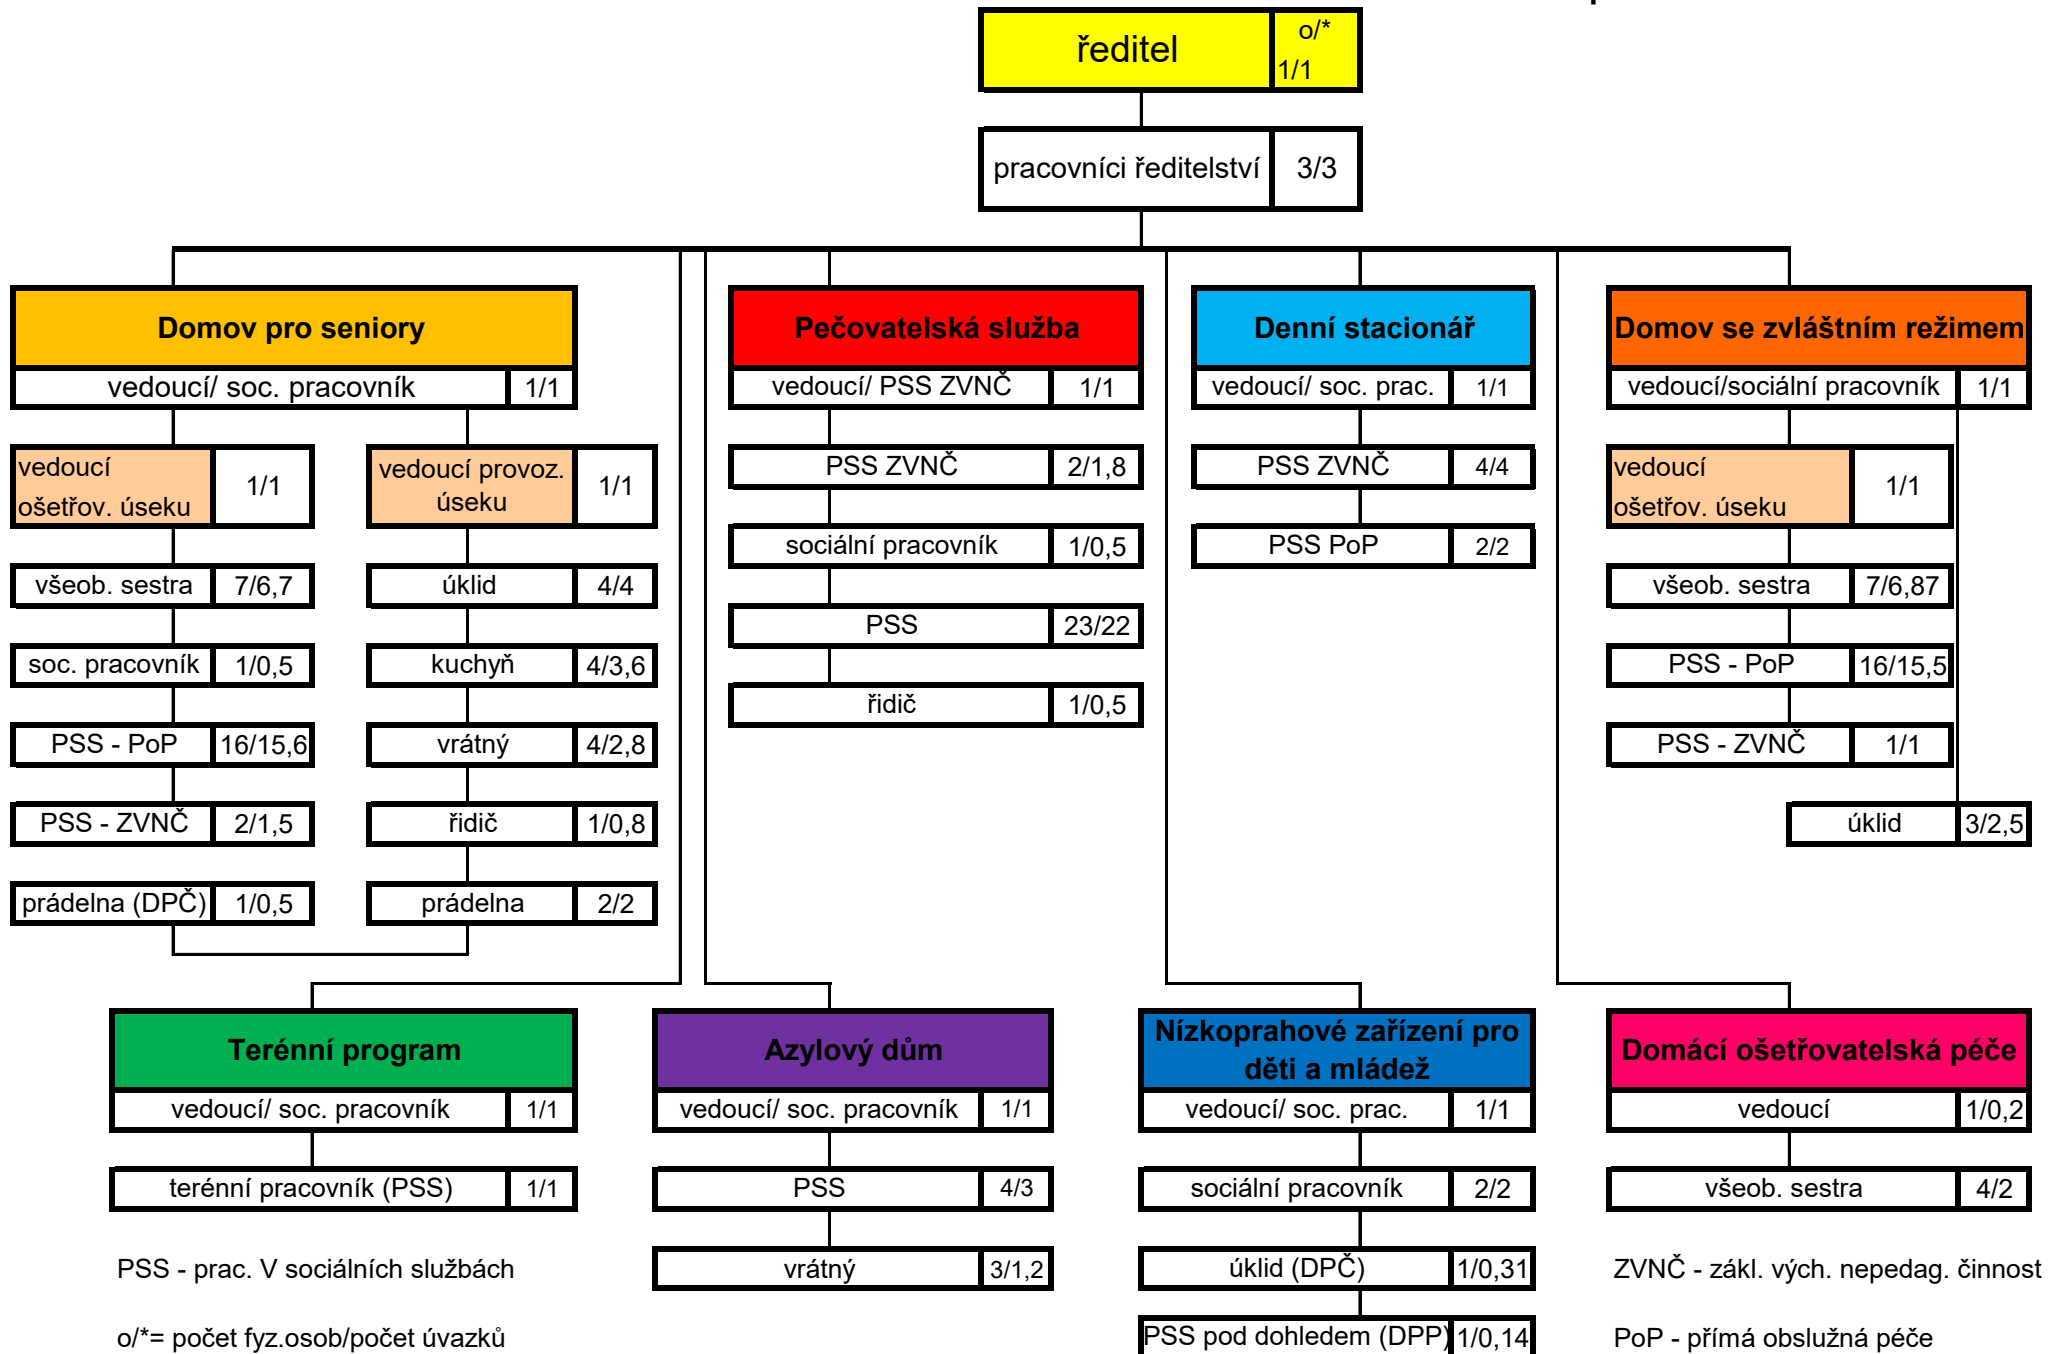 ředitel
o/*
1/1
pracovníci ředitelství 3/3
Domov pro seniory
vedoucí/ soc. pracovník 1/1
vedoucí
ošetřov. úseku
1/1
všeob. sestra 7/6,7
soc. pracovník 1/0,5
PSS - PoP 16/15,6
PSS - ZVNČ 2/1,5
prádelna (DPČ) 1/0,5
vedoucí provoz.
úseku
1/1
úklid 4/4
kuchyň 4/3,6
vrátný 4/2,8
řidič 1/0,8
prádelna 2/2
Pečovatelská služba
vedoucí/ PSS ZVNČ 1/1
PSS ZVNČ 2/1,8
sociální pracovník 1/0,5
PSS 23/22
řidič 1/0,5
Denní stacionář
vedoucí/ soc. prac. 1/1
PSS ZVNČ 4/4
PSS PoP 2/2
Domov se zvláštním režimem
vedoucí/sociální pracovník 1/1
vedoucí
ošetřov. úseku
1/1
všeob. sestra 7/6,87
PSS - PoP 16/15,5
PSS - ZVNČ 1/1
úklid 3/2,5
Terénní program
vedoucí/ soc. pracovník 1/1
terénní pracovník (PSS) 1/1
Azylový dům
vedoucí/ soc. pracovník 1/1
PSS 4/3
vrátný 3/1,2
Nízkoprahové zařízení pro
děti a mládež
vedoucí/ soc. prac. 1/1
sociální pracovník 2/2
úklid (DPČ) 1/0,31
PSS pod dohledem (DPP) 1/0,14
Domácí ošetřovatelská péče
vedoucí 1/0,2
všeob. sestra 4/2
PSS - prac. V sociálních službách
o/*= počet fyz.osob/počet úvazků
ZVNČ - zákl. vých. nepedag. činnost
PoP - přímá obslužná péče